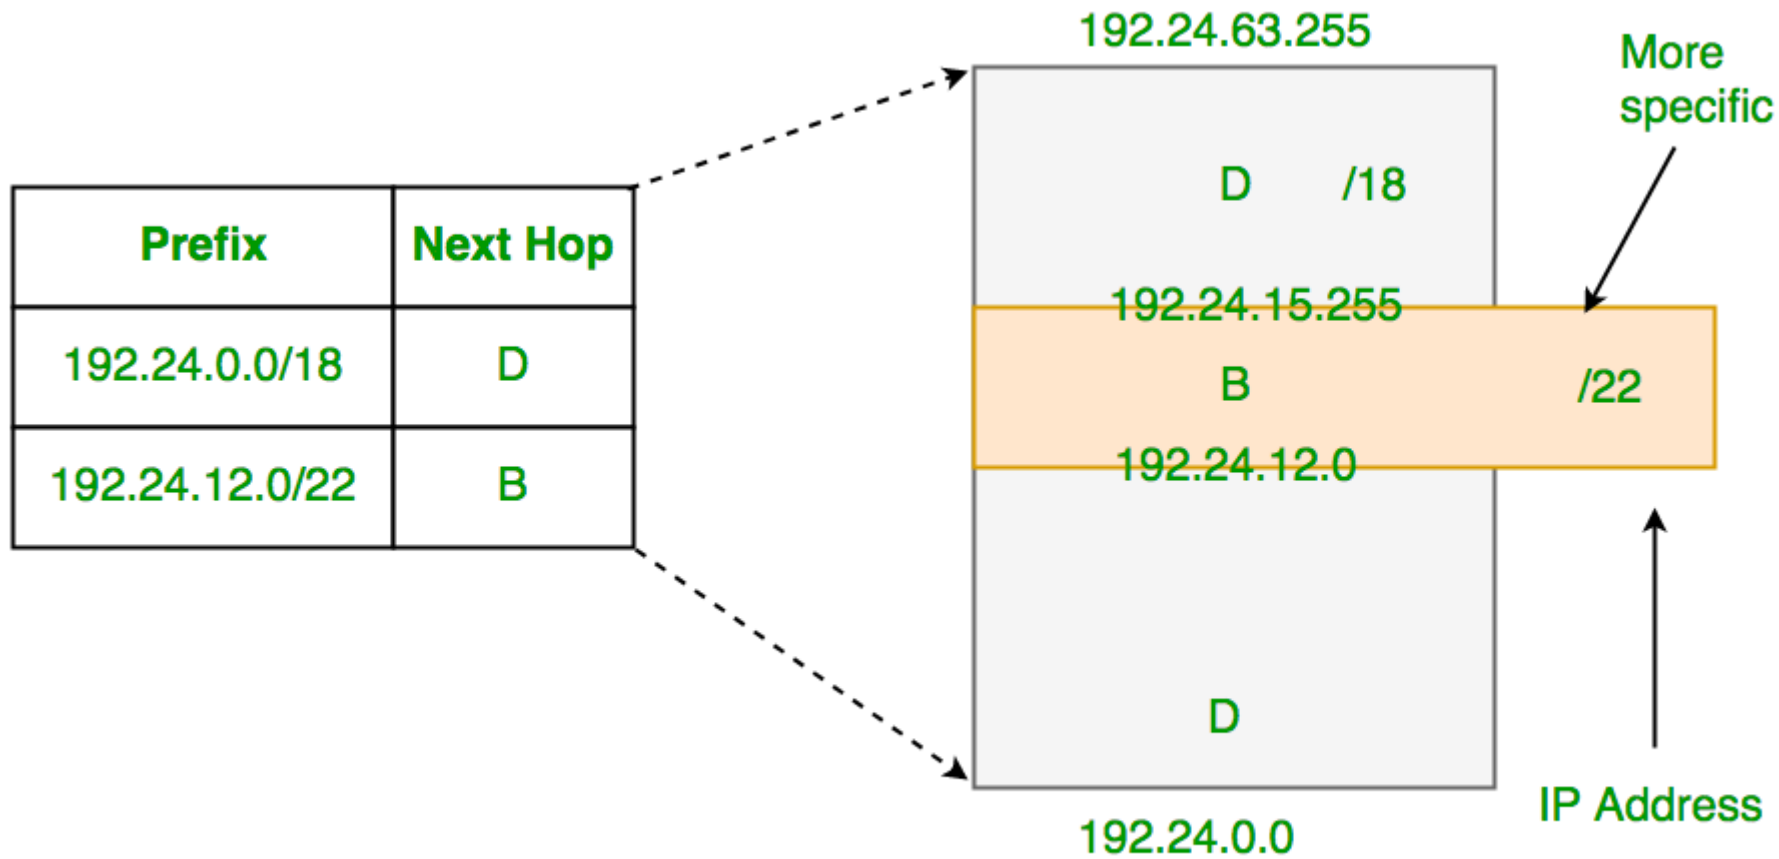 Prefix Next Hop
192.24.0.0/18 D
192.24.12.0/22 B
192.24.63.255
More
specific
D /18
192.24.15.255
B /22
192.24.12.0
D
IP Address
192.24.0.0